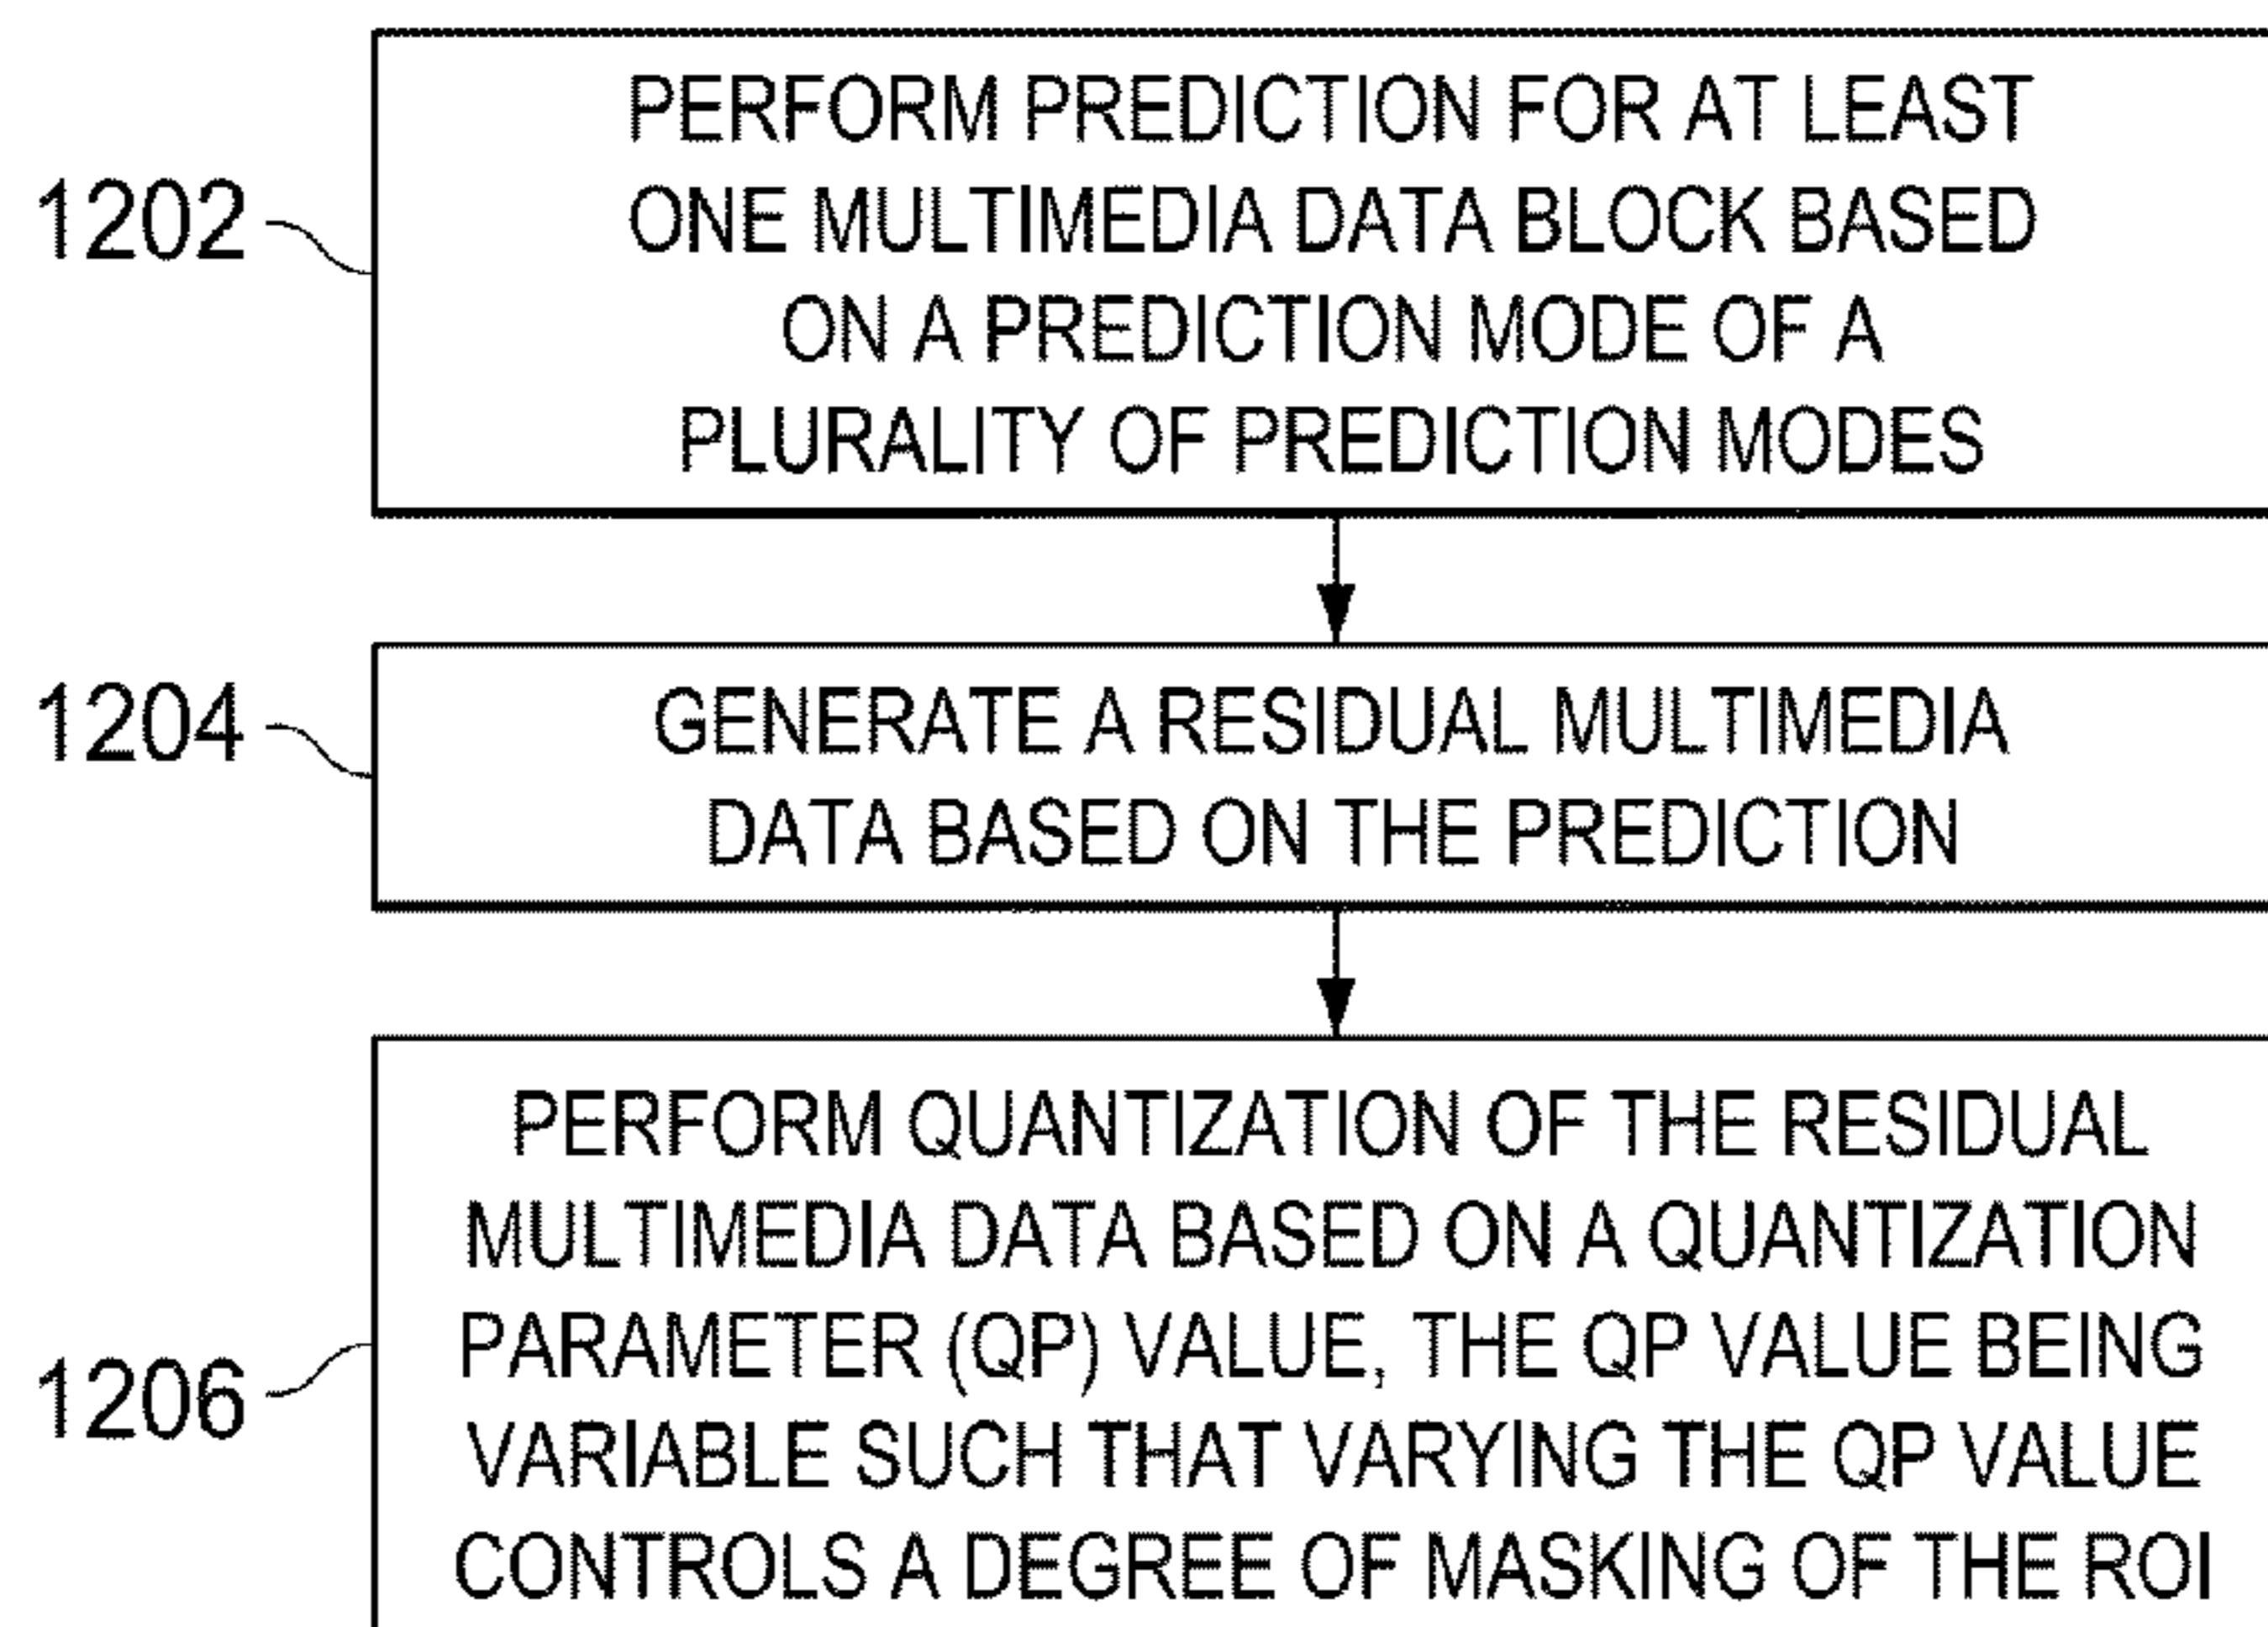 PERFORM PREDICTION FOR AT LEAST
ONE MULTIMEDIA DATA BLOCK BASED
ON A PREDICTION MODE OF A
PLURALITY OF PREDICTION MODES
1202
GENERATE A RESIDUAL MULTIMEDIA
DATA BASED ON THE PREDICTION
1204
PERFORM QUANTIZATION OF THE RESIDUAL
MULTIMEDIA DATA BASED ON A QUANTIZATION
PARAMETER (QP) VALUE, THE QP VALUE BEING
VARIABLE SUCH THAT VARYING THE QP VALUE
CONTROLS A DEGREE OF MASKING OF THE ROI
1206